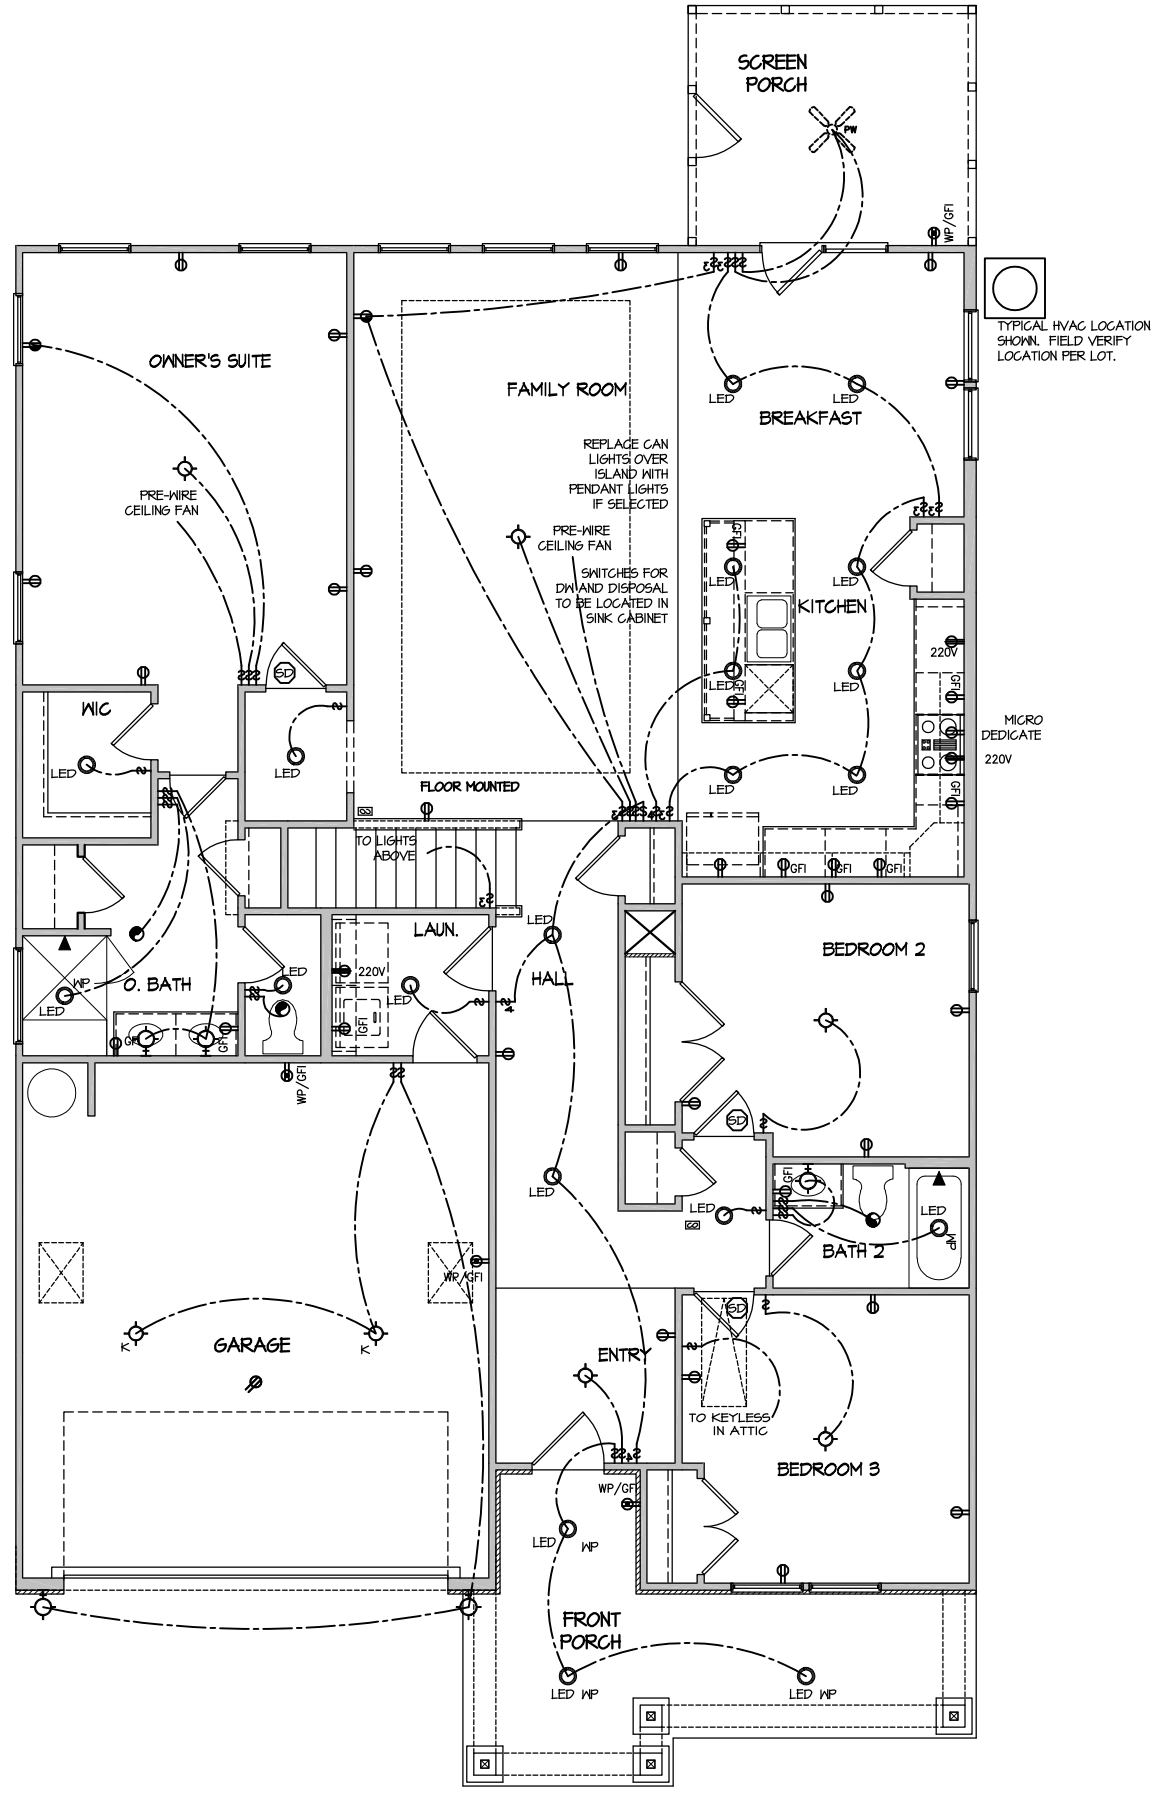 SCREEN
PORCH
PW
WP/GFI
TYPICAL HVAC LOCATION
SHOWN. FIELD VERIFY
LOCATION PER LOT.
OWNER'S SUITE
PRE-WIRE
CEILING FAN
FAMILY ROOM
REPLACE CAN
LIGHTS OVER
ISLAND WITH
PENDANT LIGHTS
IF SELECTED
PRE-WIRE
CEILING FAN
SWITCHES FOR
DW AND DISPOSAL
TO BE LOCATED IN
SINK CABINET
LED
LED
BREAKFAST
GFI
LED
LED
KITCHEN
220V
LED
GFI
LED
GFI
MICRO
DEDICATE
220V
LED
LED
GFI
GFI
GFI
GFI
SD
WIC
LED
LED
FLOOR MOUNTED
S
TO LIGHTS
ABOVE
LAUN.
220V
LED
GFI
LED
HALL
WP
LED
O. BATH
LED
GFI
GFI
WP/GFI
BEDROOM 2
SD
LED
LED
S
GFI
LED
WP
BATH 2
WP/GFI
K
GARAGE
K
ENTRY
SD
TO KEYLESS
IN ATTIC
BEDROOM 3
WP/GFI
LED
WP
FRONT
PORCH
LED WP
LED WP